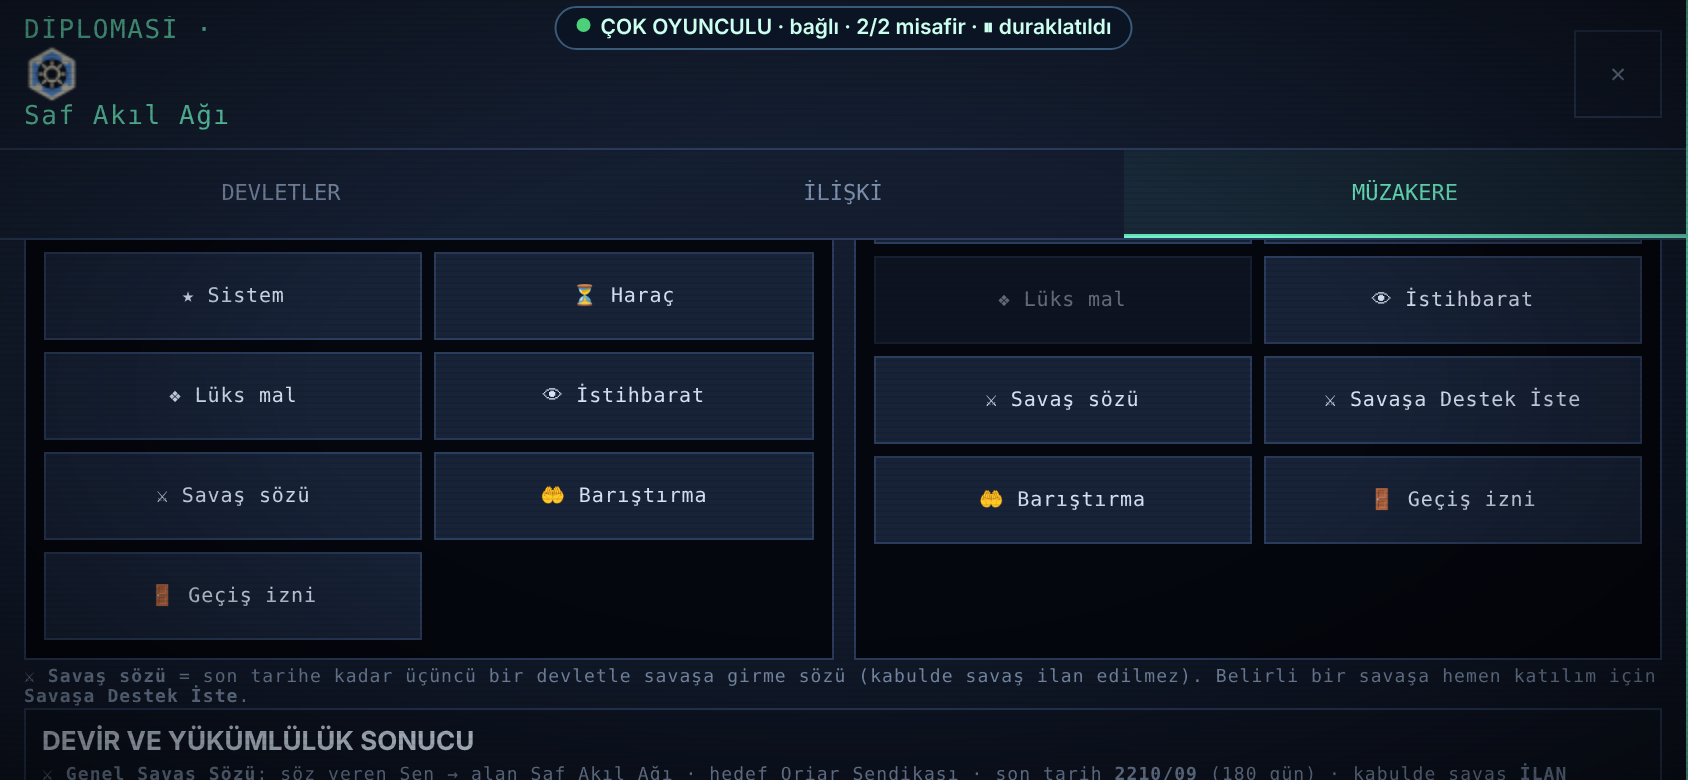 DİPLOMASİ ·
ÇOK OYUNCULU · bağlı · 2/2 misafir · ⏸ duraklatıldı
×
Saf Akıl Ağı
DEVLETLER
İLİŞKİ
MÜZAKERE
★ Sistem
⏳ Haraç
❖ Lüks mal
👁 İstihbarat
⚔ Savaş sözü
🤲 Barıştırma
🚪 Geçiş izni
❖ Lüks mal
👁 İstihbarat
⚔ Savaş sözü
⚔ Savaşa Destek İste
🤲 Barıştırma
🚪 Geçiş izni
⚔ Savaş sözü = son tarihe kadar üçüncü bir devletle savaşa girme sözü (kabulde savaş ilan edilmez). Belirli bir savaşa hemen katılım için
Savaşa Destek İste.
DEVİR VE YÜKÜMLÜLÜK SONUCU
⚔ Genel Savaş Sözü: söz veren Sen → alan Saf Akıl Ağı · hedef Oriar Sendikası · son tarih 2210/09 (180 gün) · kabulde savaş İLAN